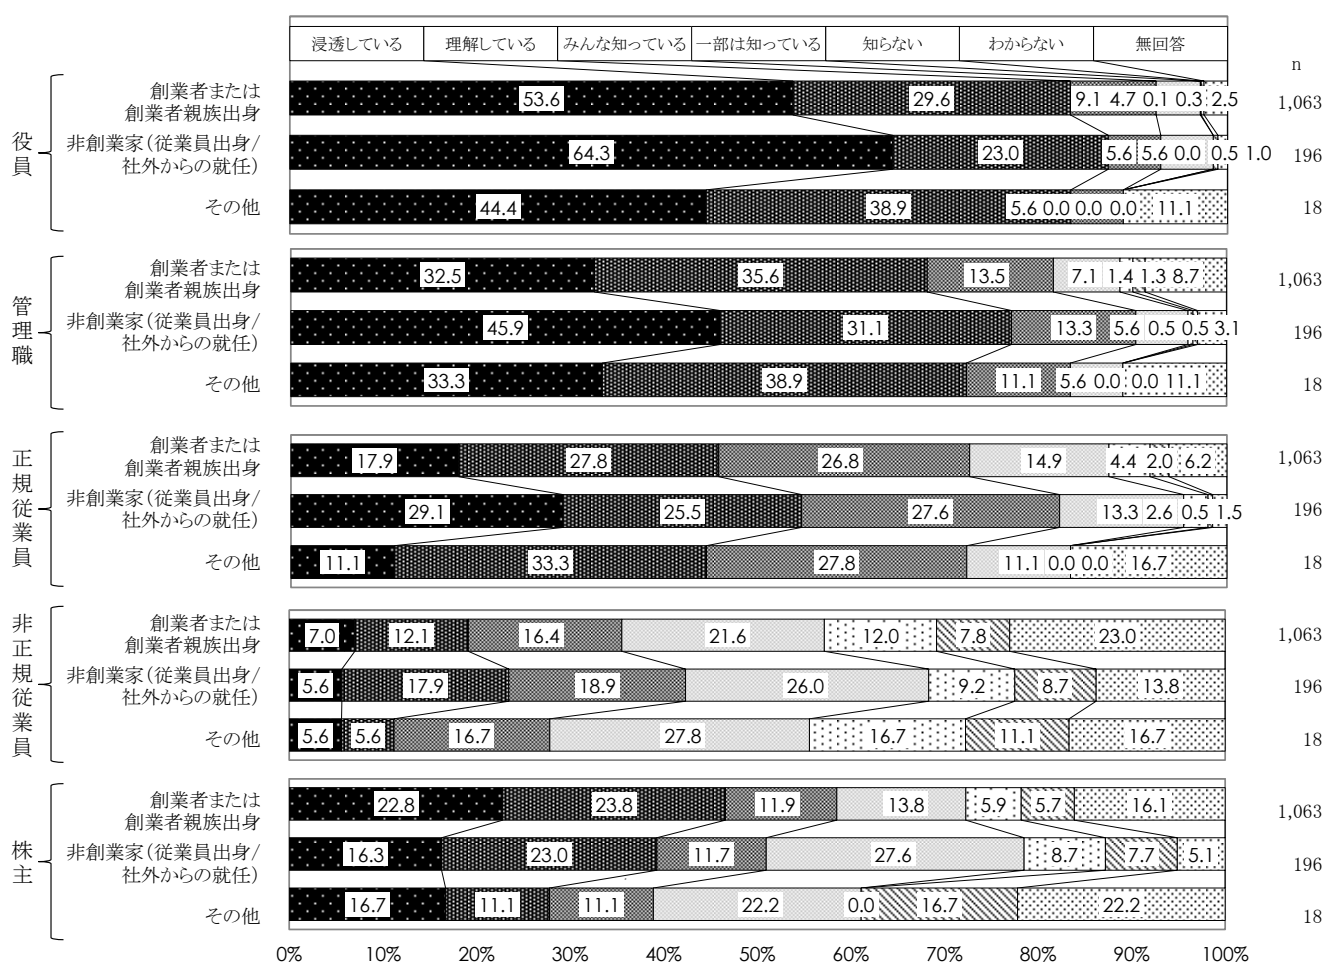 浸透している 理解している みんな知っている 一部は知っている 知らない わからない 無回答
n
役員
創業者または
創業者親族出身
53.6 29.6 9.1 4.7 0.1 0.3 2.5 1,063
非創業家(従業員出身/
社外からの就任)
64.3 23.0 5.6 5.6 0.0 0.5 1.0 196
その他 44.4 38.9 5.6 0.0 0.0 0.0 11.1 18
管理職
創業者または
創業者親族出身
32.5 35.6 13.5 7.1 1.4 1.3 8.7 1,063
非創業家(従業員出身/
社外からの就任)
45.9 31.1 13.3 5.6 0.5 0.5 3.1 196
その他 33.3 38.9 11.1 5.6 0.0 0.0 11.1 18
正規従業員
創業者または
創業者親族出身
17.9 27.8 26.8 14.9 4.4 2.0 6.2 1,063
非創業家(従業員出身/
社外からの就任)
29.1 25.5 27.6 13.3 2.6 0.5 1.5 196
その他 11.1 33.3 27.8 11.1 0.0 0.0 16.7 18
非正規従業員
創業者または
創業者親族出身
7.0 12.1 16.4 21.6 12.0 7.8 23.0 1,063
非創業家(従業員出身/
社外からの就任)
5.6 17.9 18.9 26.0 9.2 8.7 13.8 196
その他 5.6 5.6 16.7 27.8 16.7 11.1 16.7 18
株主
創業者または
創業者親族出身
22.8 23.8 11.9 13.8 5.9 5.7 16.1 1,063
非創業家(従業員出身/
社外からの就任)
16.3 23.0 11.7 27.6 8.7 7.7 5.1 196
その他 16.7 11.1 11.1 22.2 0.0 16.7 22.2 18
0% 10% 20% 30% 40% 50% 60% 70% 80% 90% 100%